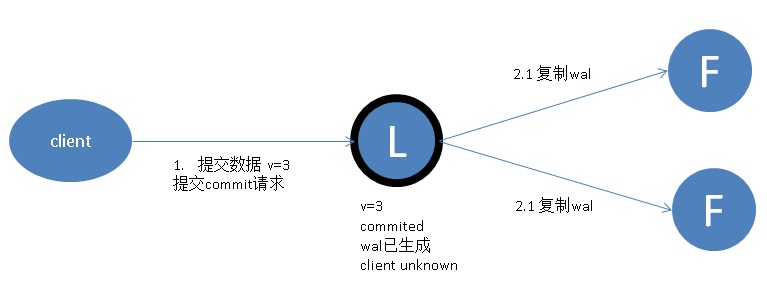 client
1. 提交数据 v=3
提交commit请求
L
v=3
commited
wal已生成
client unknown
2.1 复制wal
F
2.1 复制wal
F